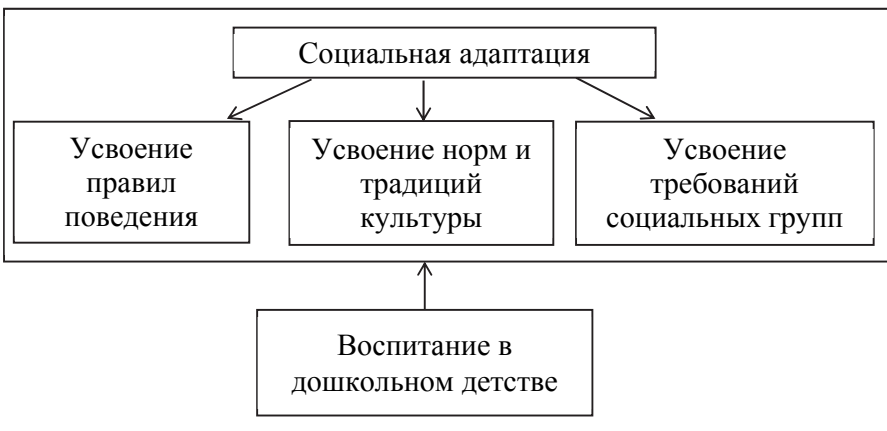 Социальная адаптация
Усвоение
правил
поведения
Усвоение норм и
традиций
культуры
Усвоение
требований
социальных групп
Воспитание в
дошкольном детстве